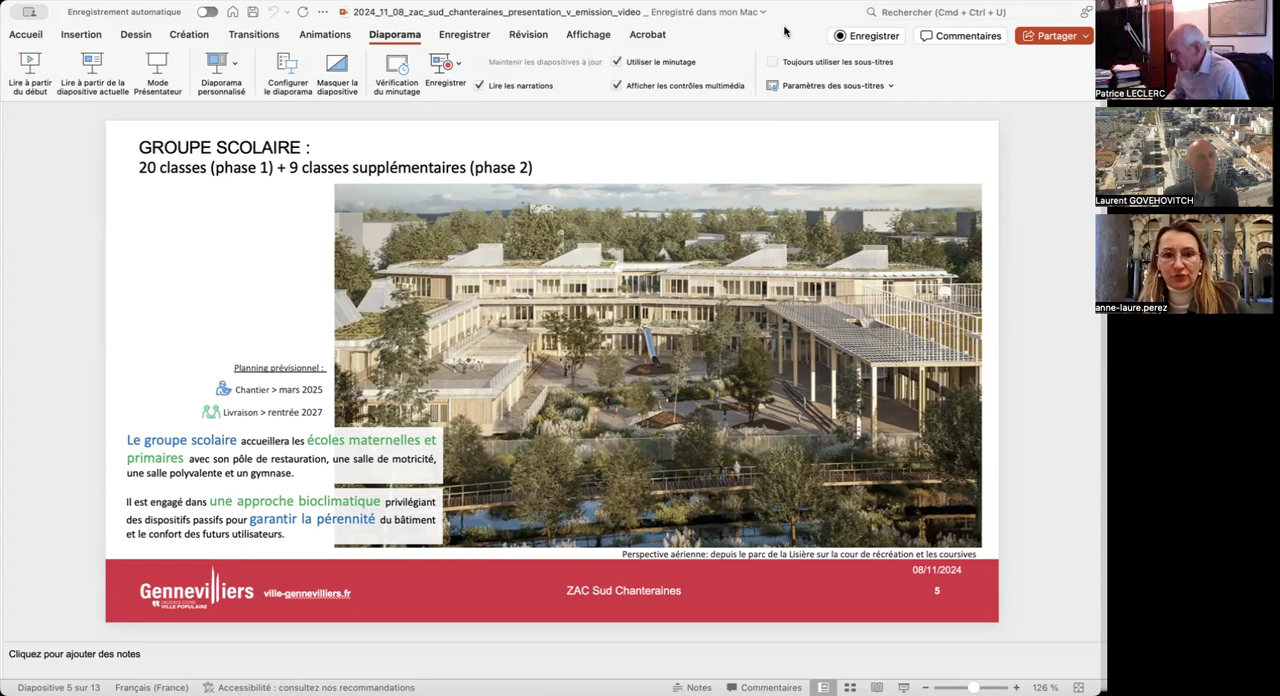 Enregistrement automatique
2024_11_08_zac_sud_chanteraines_presentation_v_emission_video _ Enregistré dans mon Mac
Rechercher (Cmd + Ctrl + U)
Accueil
Insertion
Dessin
Création
Transitions
Animations
Diaporama
Enregistrer
Révision
Affichage
Acrobat
Enregistrer
Commentaires
Partager
Lire à partir du début
Lire à partir de la diapositive actuelle
Mode Présentateur
Diaporama personnalisé
Configurer le diaporama
Masquer la diapositive
Vérification du minutage
Enregistrer
Maintenir les diapositives à jour
Lire les narrations
Utiliser le minutage
Afficher les contrôles multimédia
Toujours utiliser les sous-titres
Paramètres des sous-titres
Patrice LECLERC
Laurent GOVEHOVITCH
anne-laure.perez
GROUPE SCOLAIRE :
20 classes (phase 1) + 9 classes supplémentaires (phase 2)
Planning prévisionnel :
Chantier > mars 2025
Livraison > rentrée 2027
Le groupe scolaire accueillera les écoles maternelles et
primaires avec son pôle de restauration, une salle de motricité,
une salle polyvalente et un gymnase.
Il est engagé dans une approche bioclimatique privilégiant
des dispositifs passifs pour garantir la pérennité du bâtiment
et le confort des futurs utilisateurs.
Perspective aérienne: depuis le parc de la Lisière sur la cour de récréation et les coursives
08/11/2024
Gennevilliers
VILLE POPULAIRE
ville-gennevilliers.fr
ZAC Sud Chanteraines
5
Cliquez pour ajouter des notes
Diapositive 5 sur 13
Français (France)
Accessibilité : consultez nos recommandations
Notes
Commentaires
126 %